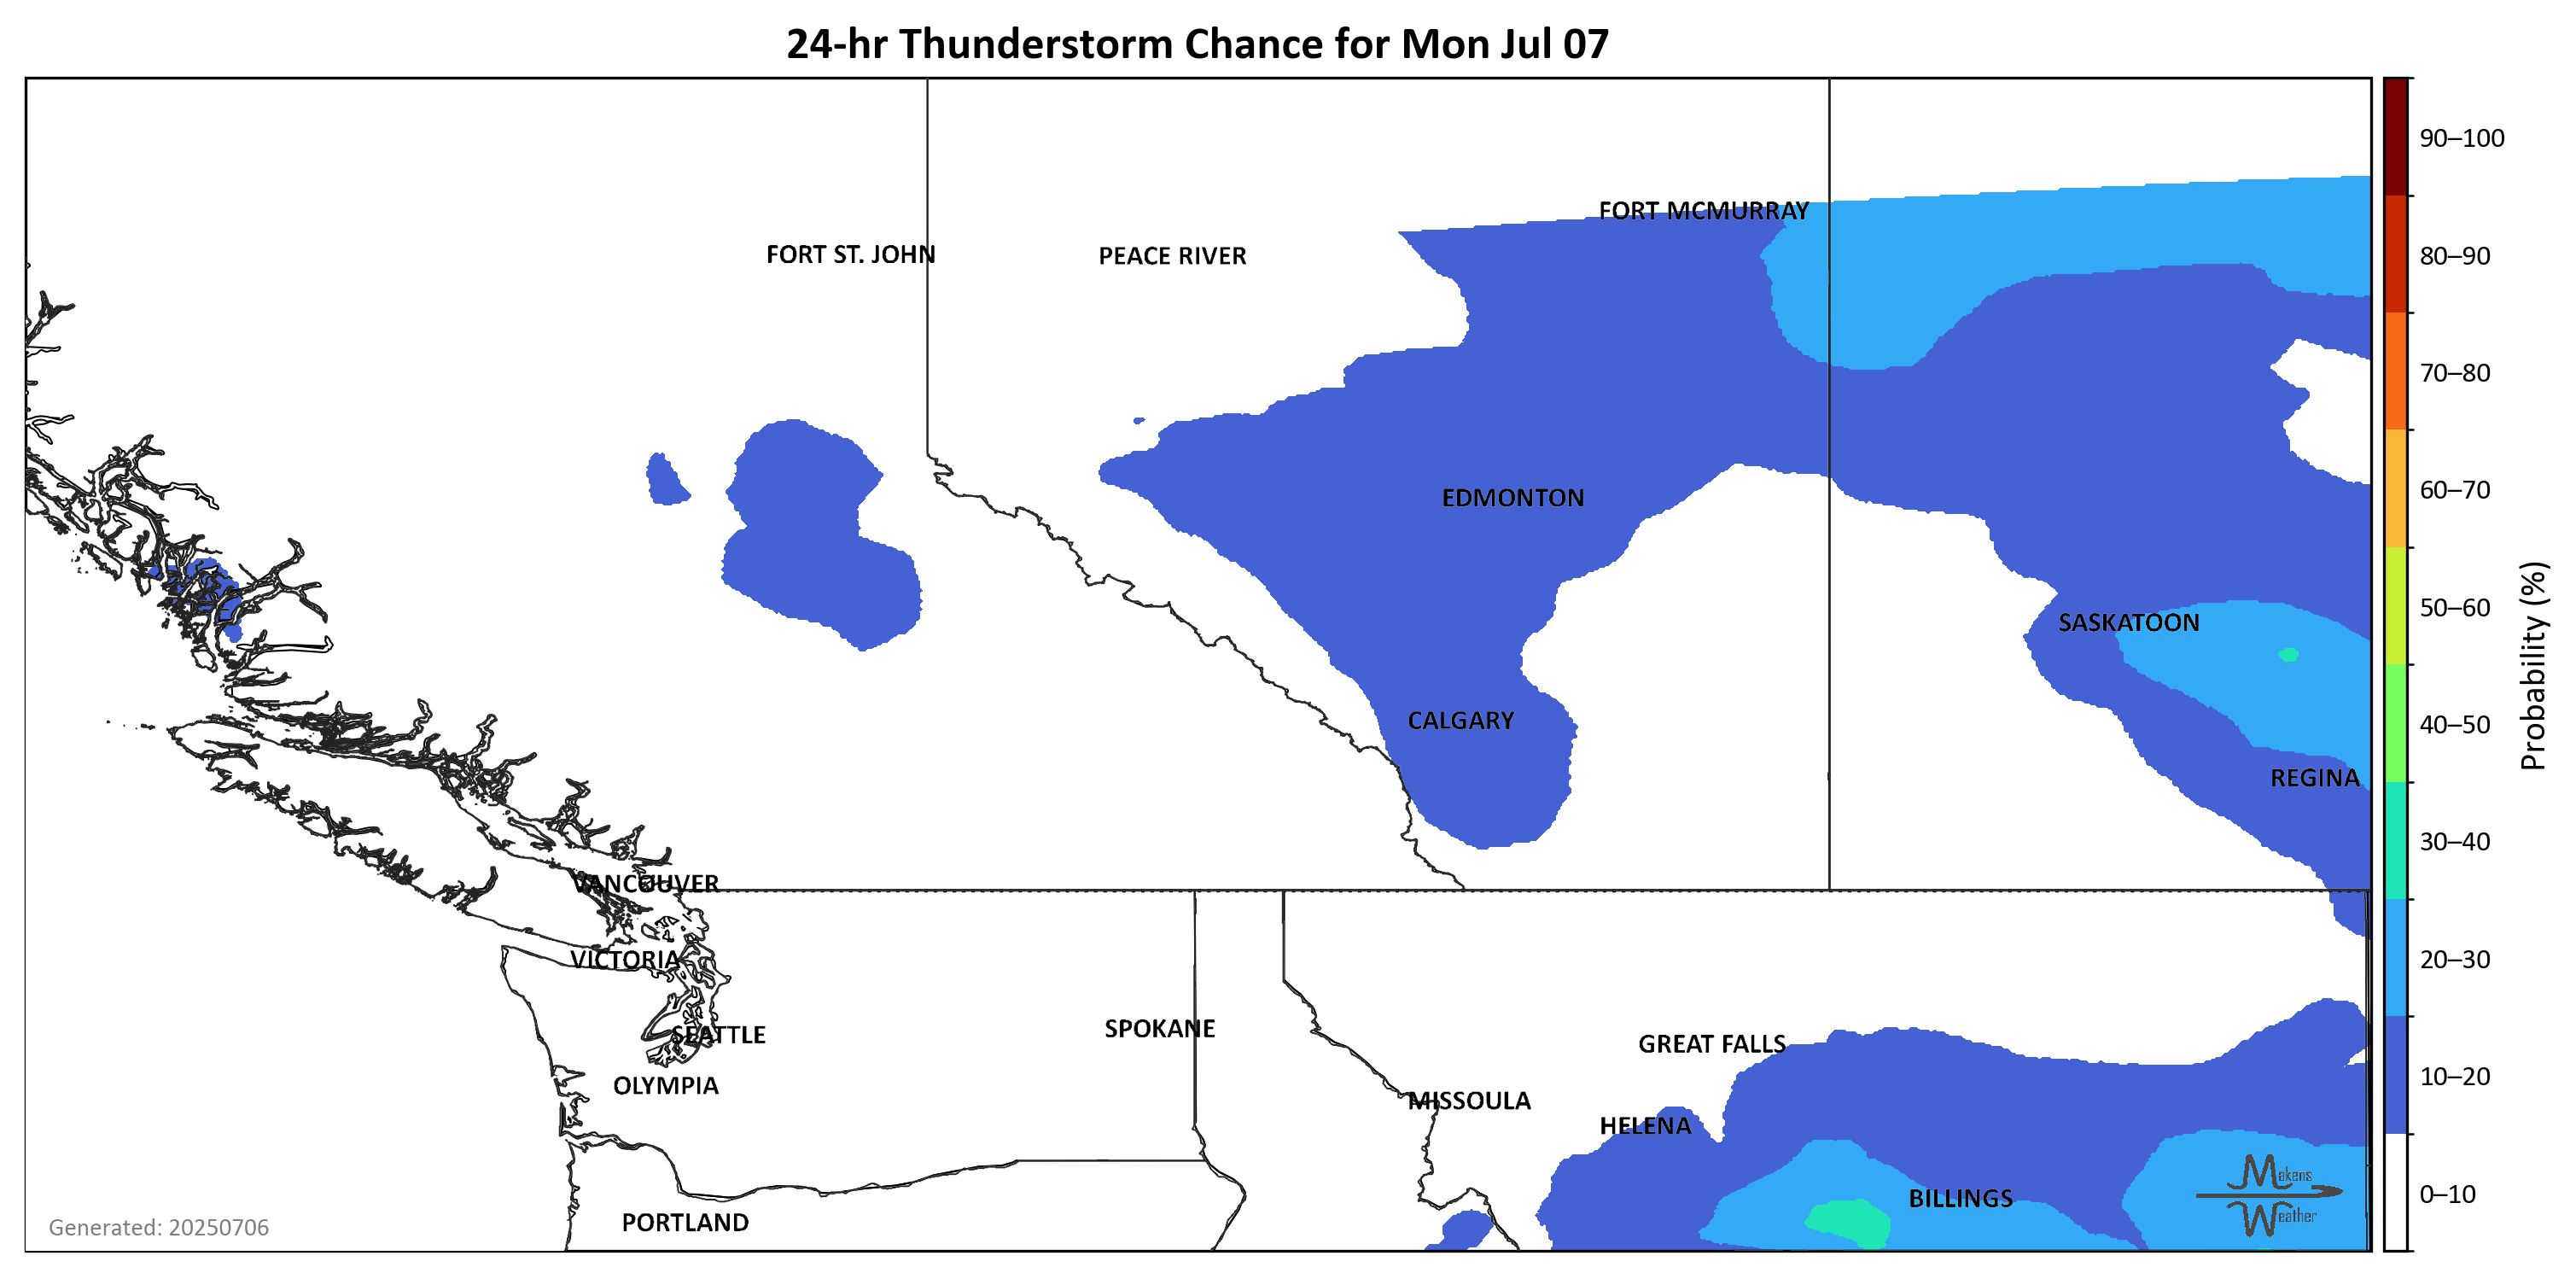 24-hr Thunderstorm Chance for Mon Jul 07
90–100
FORT MCMURRAY
FORT ST. JOHN
PEACE RIVER
80–90
70–80
60–70
EDMONTON
50–60
SASKATOON
Probability (%)
CALGARY
40–50
REGINA
30–40
VANCOUVER
VICTORIA
20–30
SEATTLE
SPOKANE
GREAT FALLS
OLYMPIA
10–20
MISSOULA
HELENA
Makens
Weather
BILLINGS
0–10
PORTLAND
Generated: 20250706